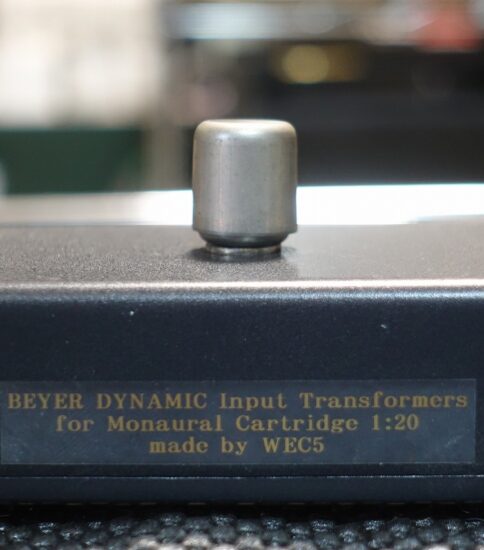 BEYER DYNAMIC Input Transformers
for Monaural Cartridge 1:20
made by WEC5